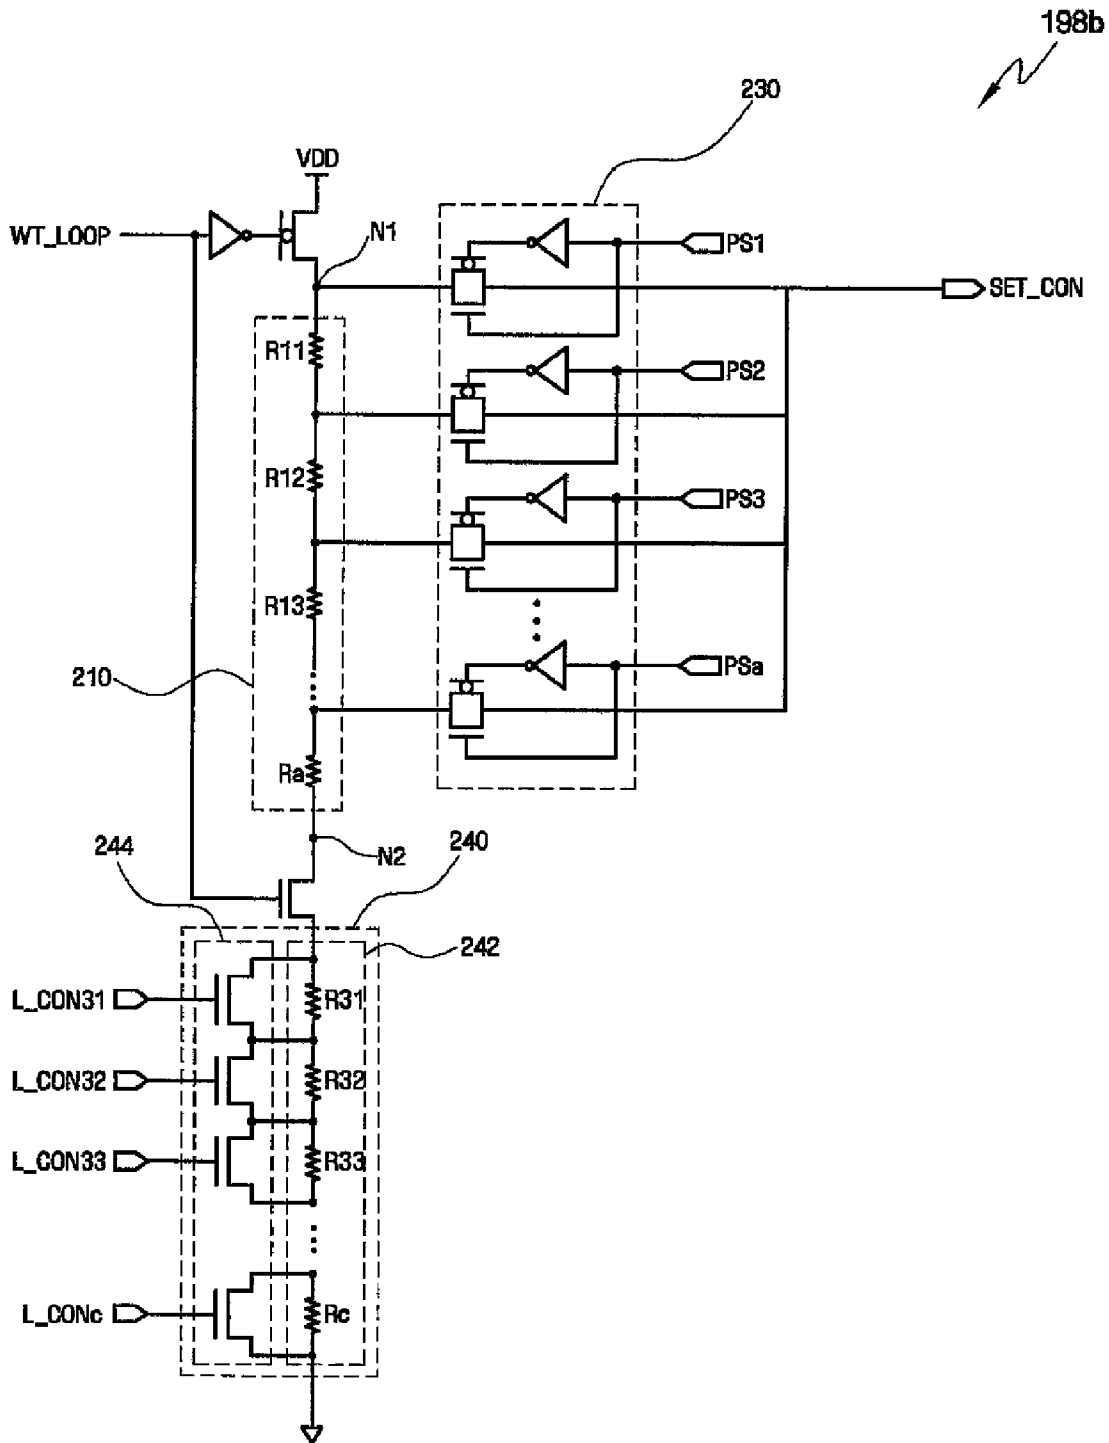 198b
230
VDD
WT_LOOP
N1
PS1
SET_CON
R11
PS2
R12
PS3
R13
210
PSa
Ra
N2
244
240
242
L_CON31
R31
L_CON32
R32
L_CON33
R33
L_CONc
Rc